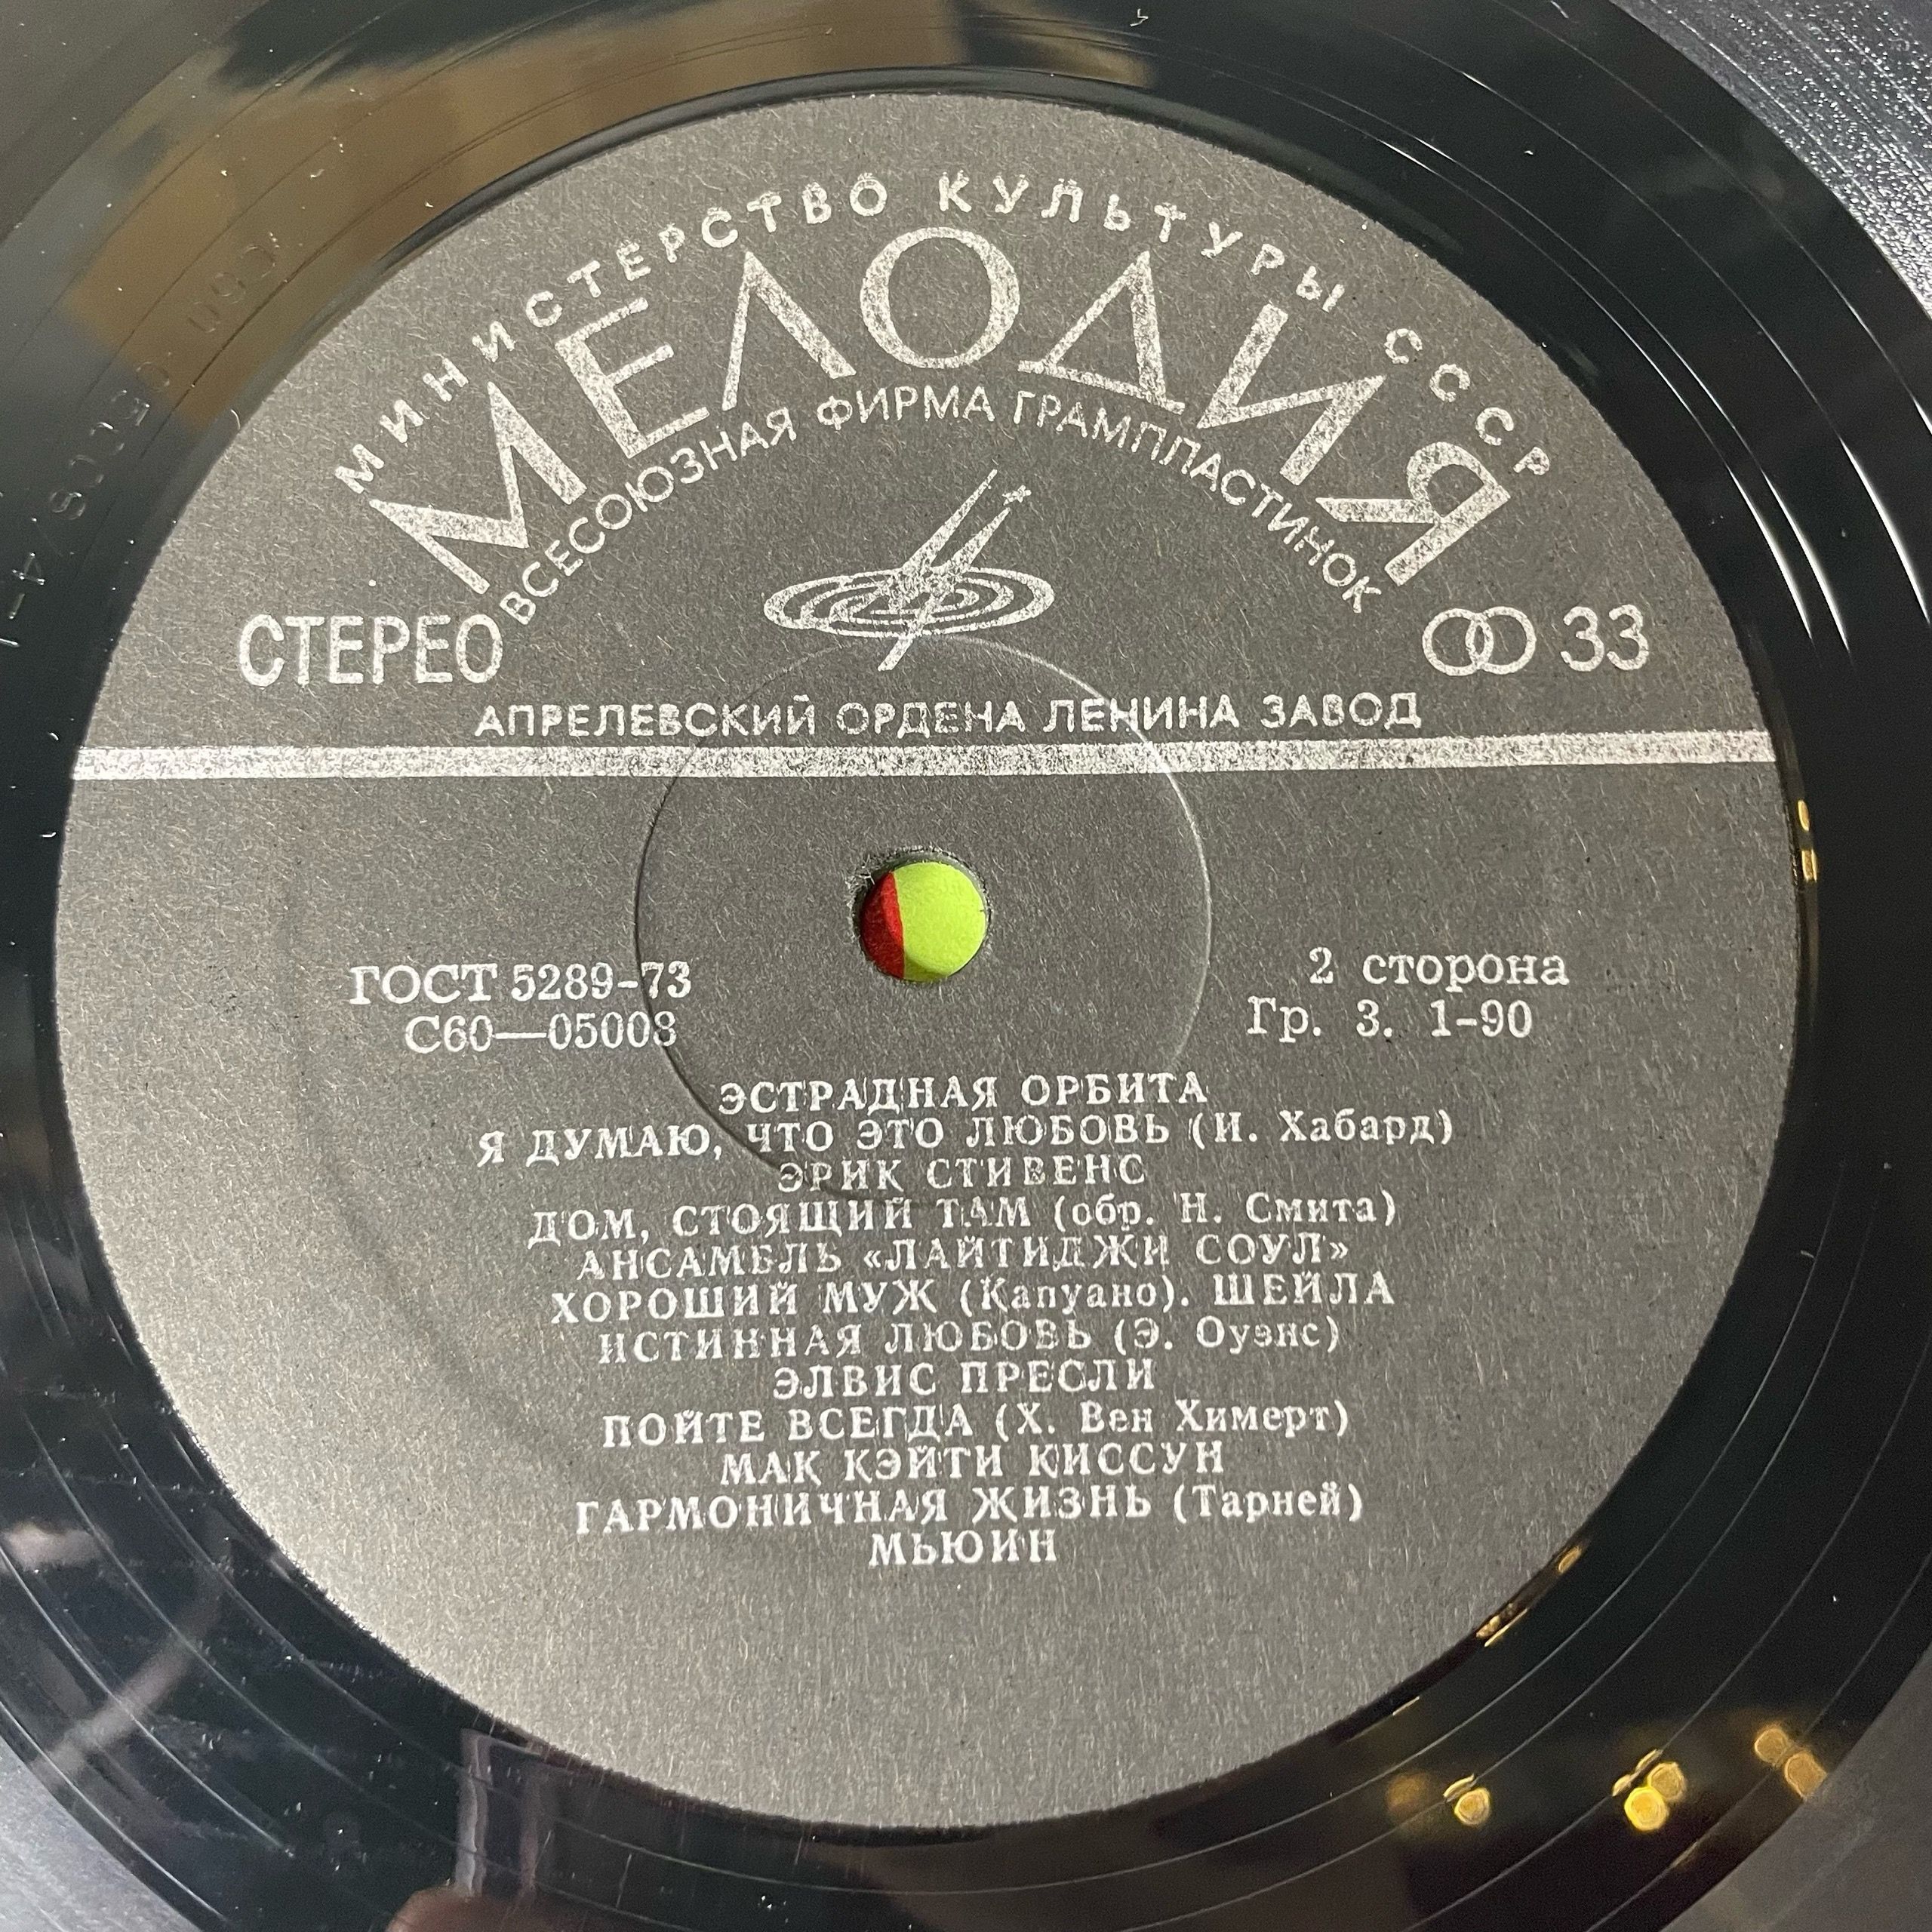 МИНИСТЕРСТВО КУЛЬТУРЫ СССР
МЕЛОДИЯ
ВСЕСОЮЗНАЯ ФИРМА ГРАМПЛАСТИНОК
СТЕРЕО
33
АПРЕЛЕВСКИЙ ОРДЕНА ЛЕНИНА ЗАВОД
ГОСТ 5289-73
С60—05008
2 сторона
Гр. 3. 1-90
ЭСТРАДНАЯ ОРБИТА
Я ДУМАЮ, ЧТО ЭТО ЛЮБОВЬ (И. Хабард)
ЭРИК СТИВЕНС
ДОМ, СТОЯЩИЙ ТАМ (обр. Н. Смита)
АНСАМБЛЬ «ЛАЙТИДЖИ СОУЛ»
ХОРОШИЙ МУЖ (Капуано). ШЕЙЛА
ИСТИННАЯ ЛЮБОВЬ (Э. Оуэнс)
ЭЛВИС ПРЕСЛИ
ПОЙТЕ ВСЕГДА (Х. Вен Химерт)
МАК КЭЙТИ КИССУН
ГАРМОНИЧНАЯ ЖИЗНЬ (Тарней)
МЬЮИН